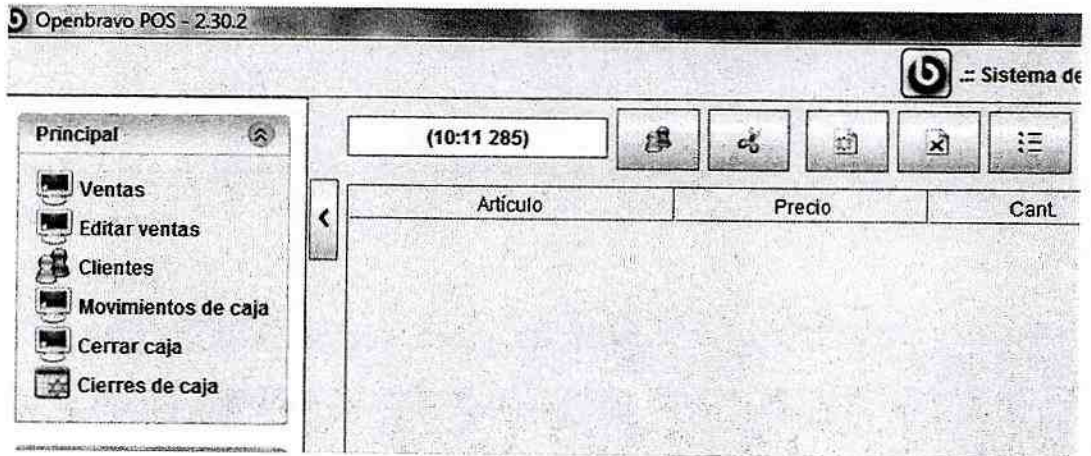 Openbravo POS - 2.30.2
.:: Sistema de
Principal
Ventas
Editar ventas
Clientes
Movimientos de caja
Cerrar caja
Cierres de caja
(10:11 285)
Artículo Precio Cant.